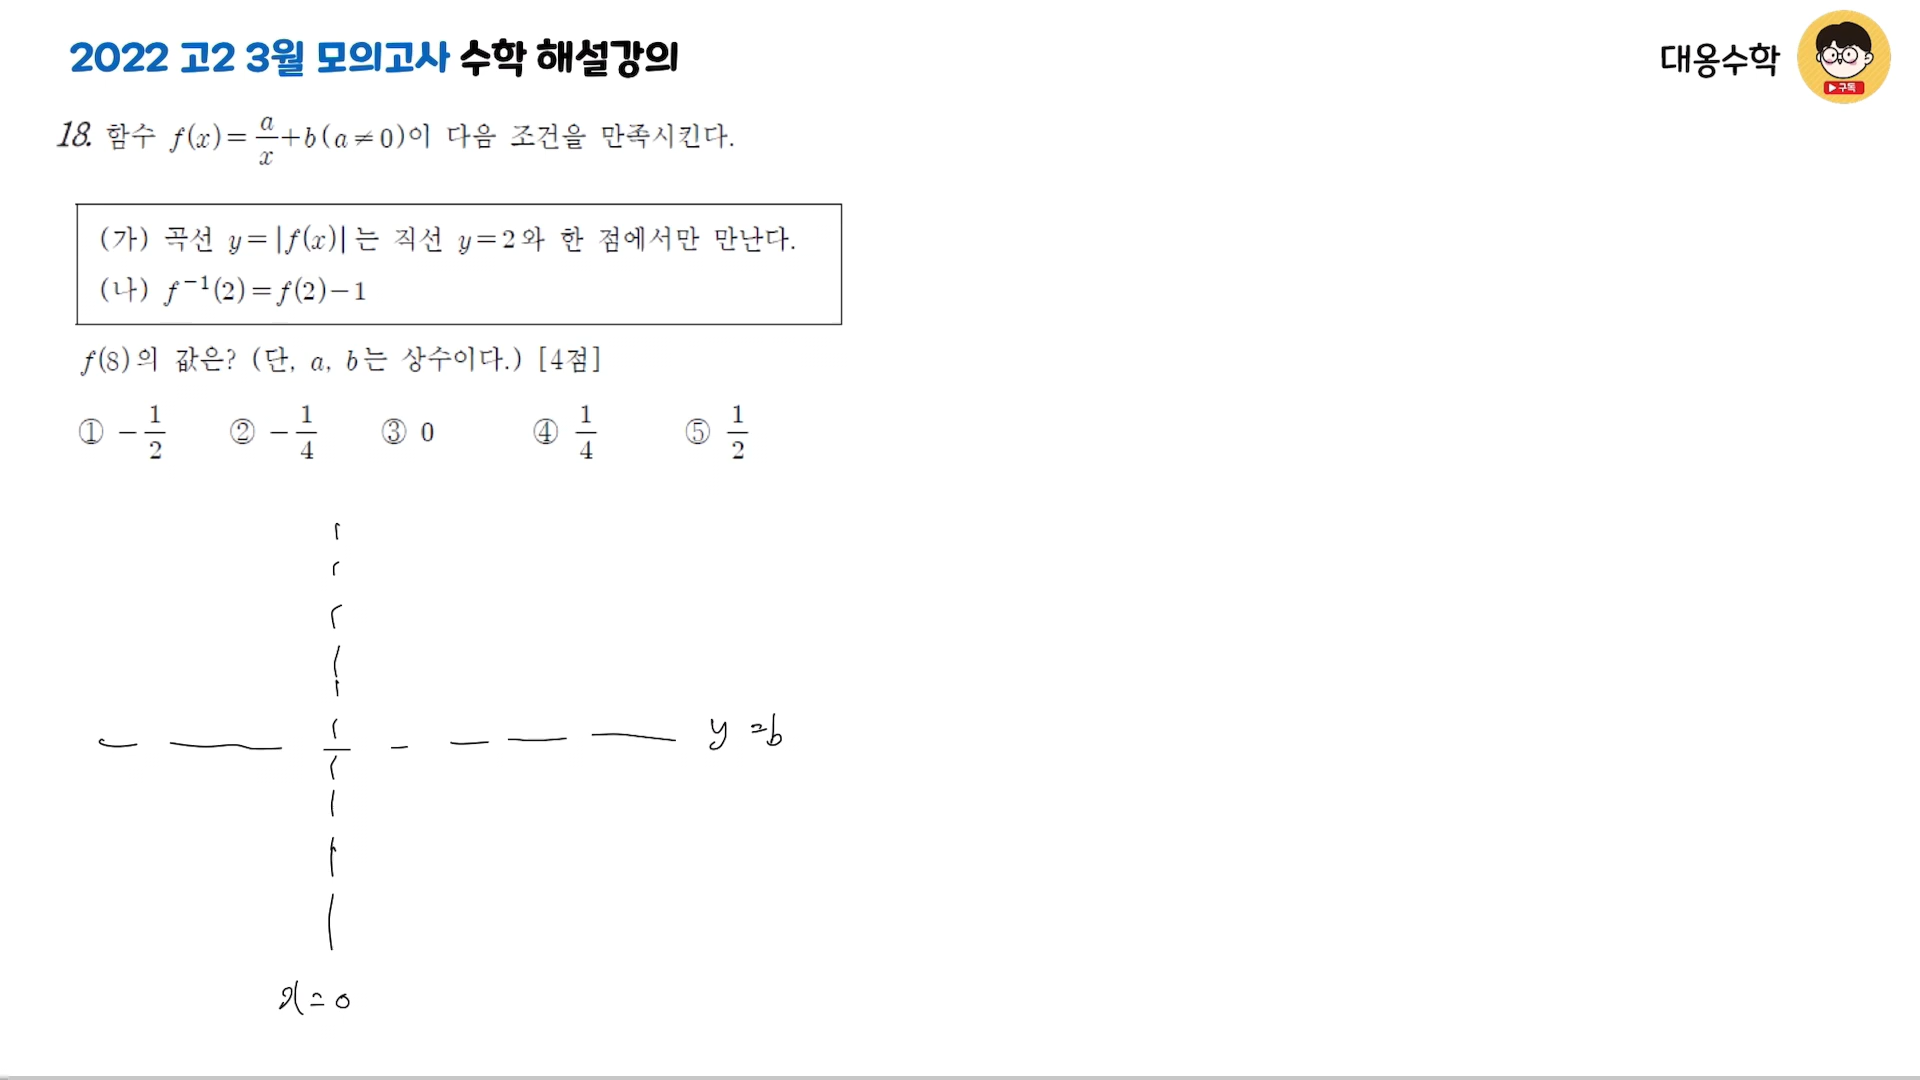 2022 고2 3월 모의고사 수학 해설강의
대옹수학
구독
18. 함수 f(x)=a/x+b(a≠0)이 다음 조건을 만족시킨다.
(가) 곡선 y=|f(x)|는 직선 y=2와 한 점에서만 만난다.
(나) f⁻¹(2)=f(2)-1
f(8)의 값은? (단, a, b는 상수이다.) [4점]
① -1/2 ② -1/4 ③ 0 ④ 1/4 ⑤ 1/2
y=b
x=0